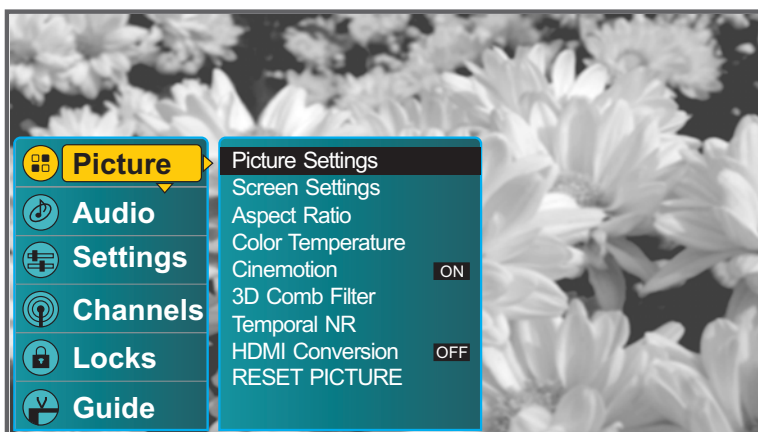 Picture
Audio
Settings
Channels
Locks
Guide
Picture Settings
Screen Settings
Aspect Ratio
Color Temperature
Cinemotion ON
3D Comb Filter
Temporal NR
HDMI Conversion OFF
RESET PICTURE